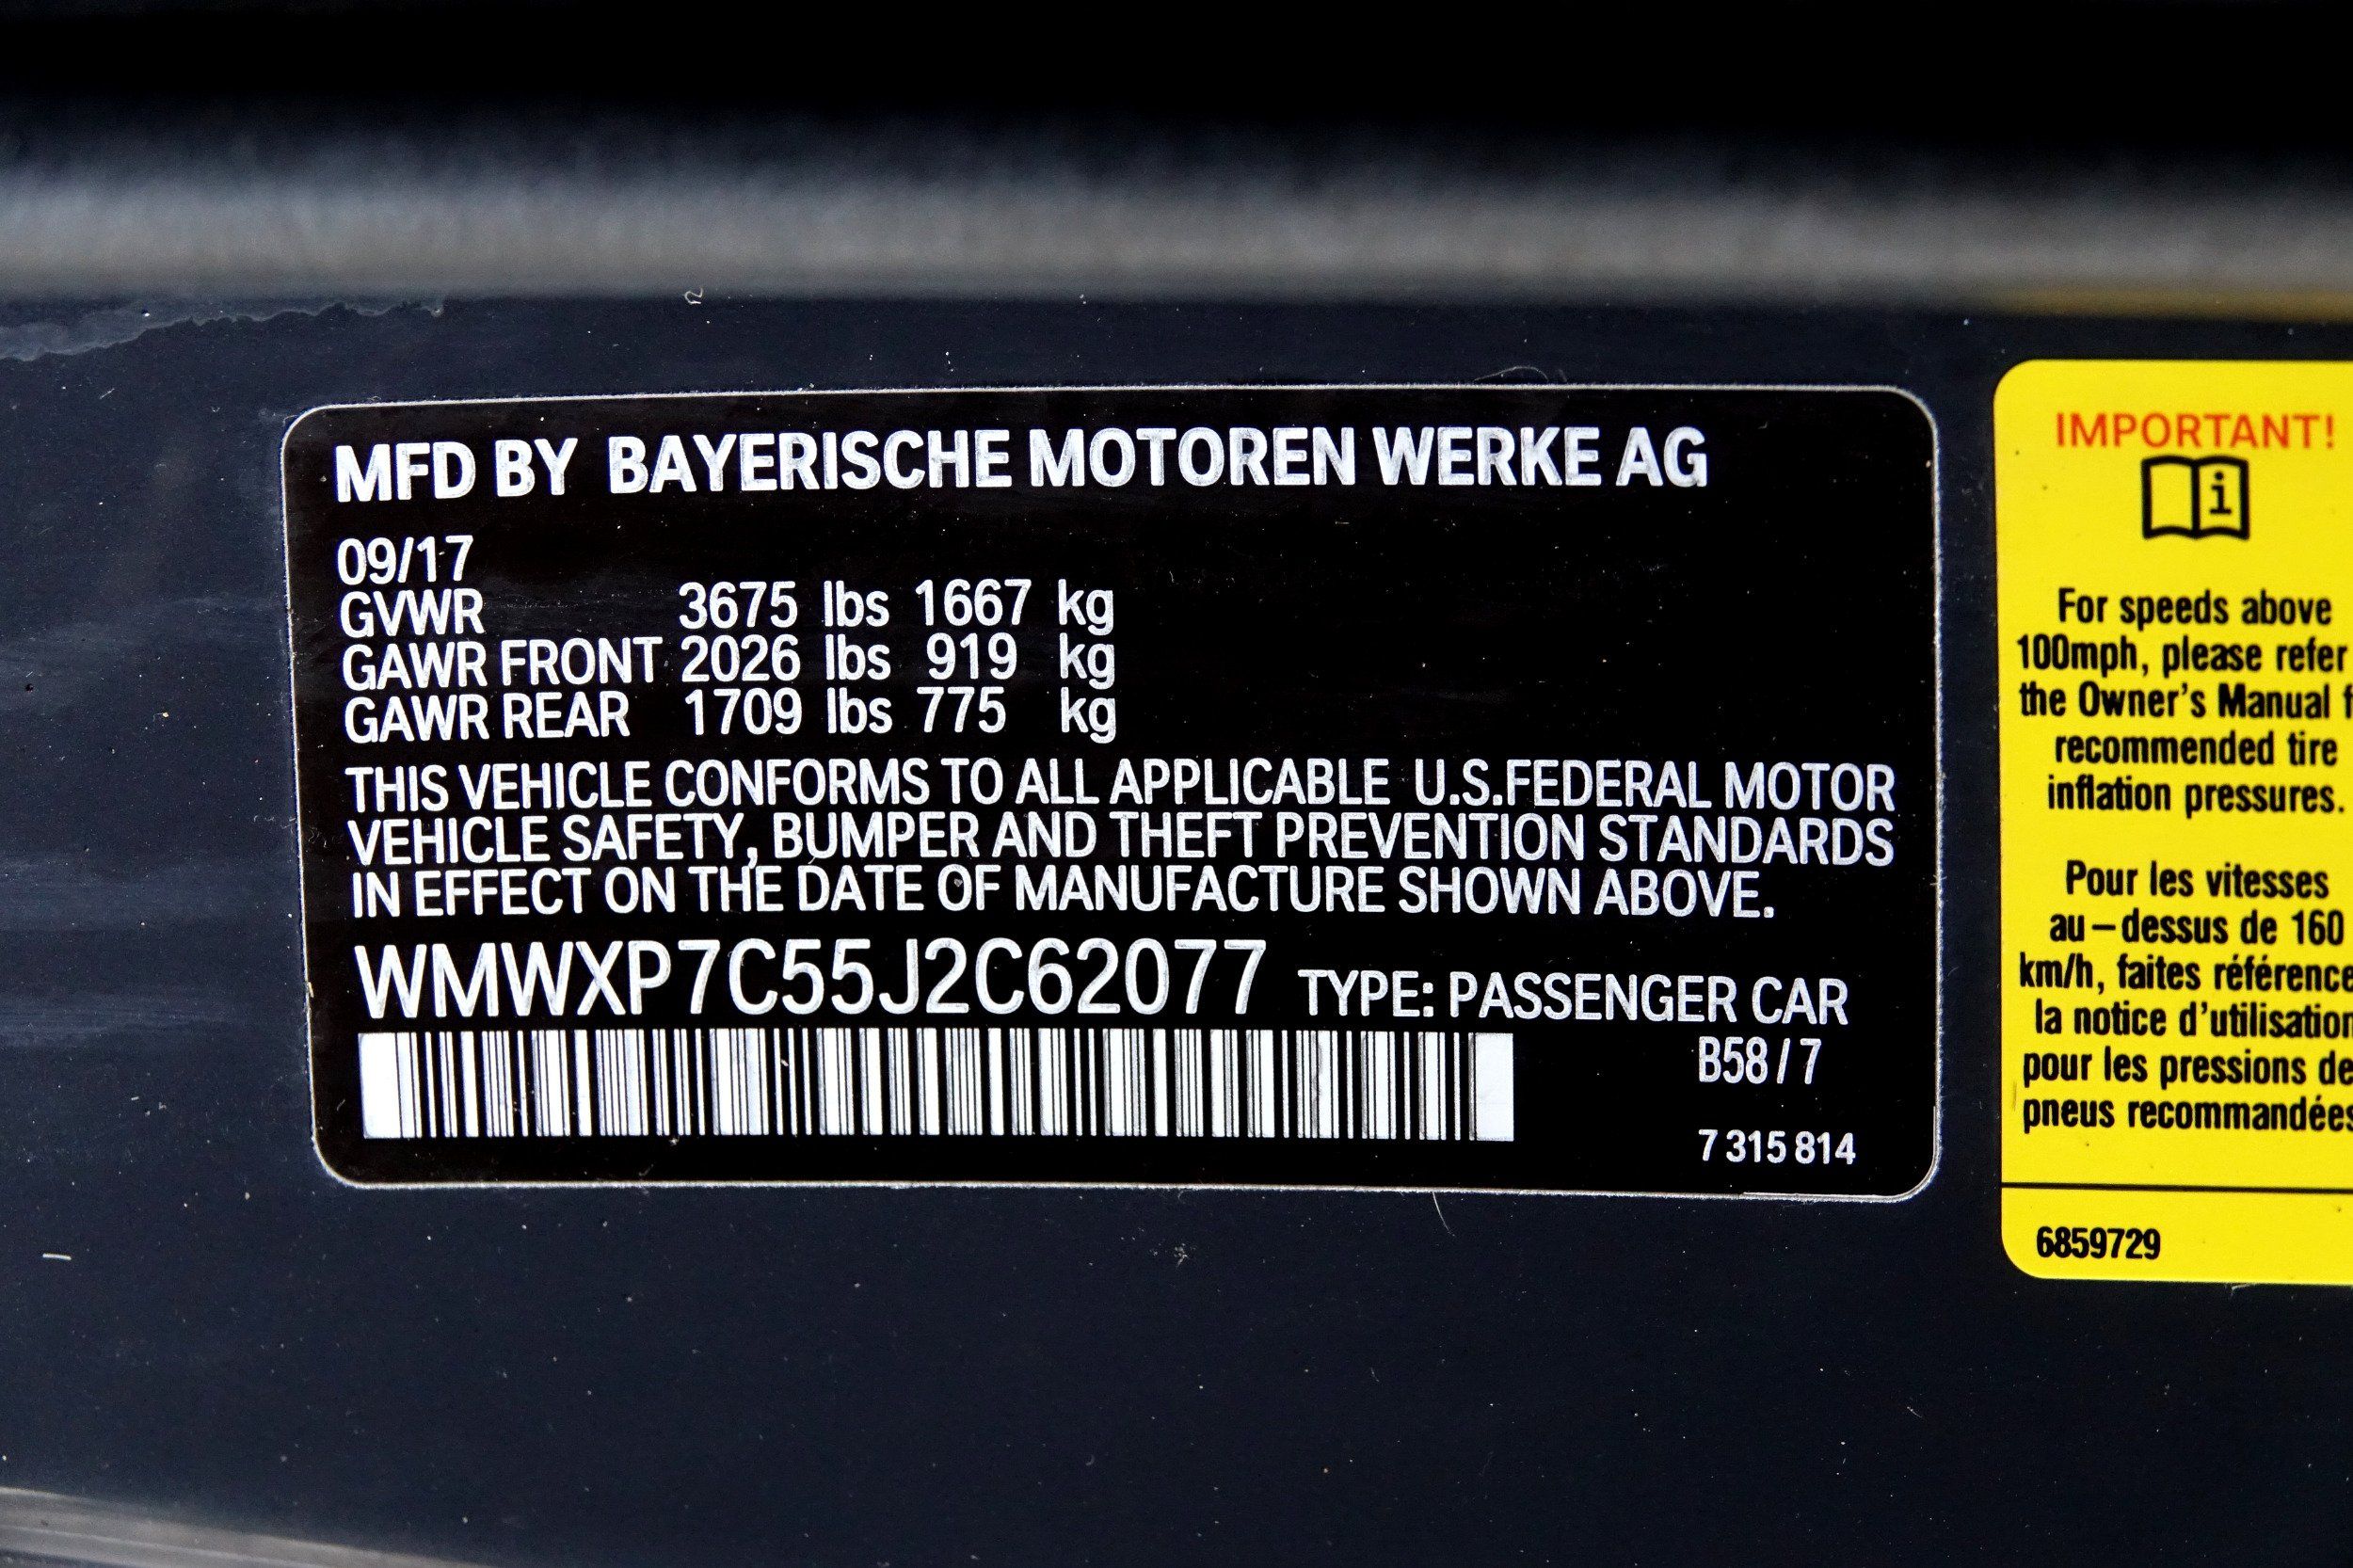 MFD BY BAYERISCHE MOTOREN WERKE AG
09/17
GVWR 3675 lbs 1667 kg
GAWR FRONT 2026 lbs 919 kg
GAWR REAR 1709 lbs 775 kg
THIS VEHICLE CONFORMS TO ALL APPLICABLE U.S.FEDERAL MOTOR
VEHICLE SAFETY, BUMPER AND THEFT PREVENTION STANDARDS
IN EFFECT ON THE DATE OF MANUFACTURE SHOWN ABOVE.
WMWXP7C55J2C62077 TYPE: PASSENGER CAR
B58/7
7 315 814
IMPORTANT!
i
For speeds above
100mph, please refer
the Owner's Manual
recommended tire
inflation pressures.
Pour les vitesses
au-dessus de 160
km/h, faites référence
la notice d'utilisation
pour les pressions de
pneus recommandées
6859729